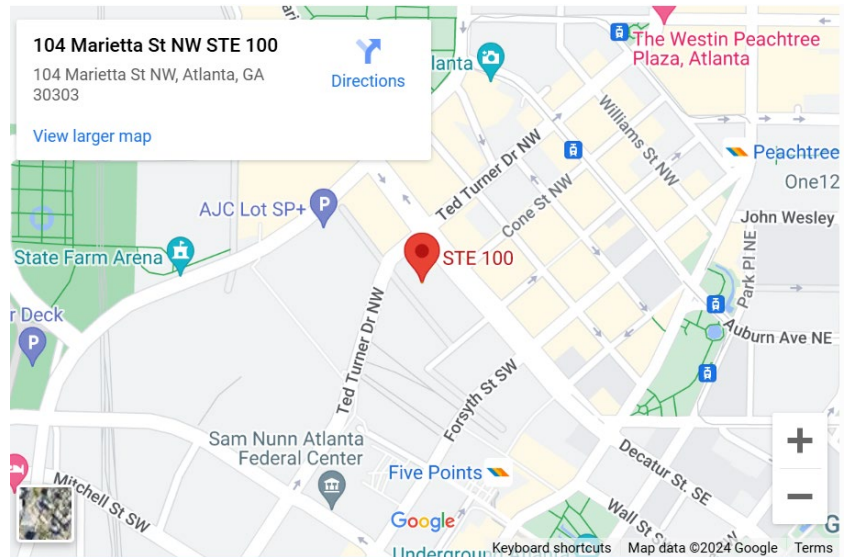 104 Marietta St NW STE 100
104 Marietta St NW, Atlanta, GA
30303
Directions
View larger map
lanta
The Westin Peachtree
Plaza, Atlanta
Williams St NW
Peachtree
One12
Ted Turner Dr NW
Cone St NW
AJC Lot SP+
P
John Wesley
State Farm Arena
STE 100
Park Pl NE
r Deck
P
Ted Turner Dr NW
Auburn Ave NE
Forsyth St SW
Sam Nunn Atlanta
Federal Center
Five Points
Decatur St. SE
+
−
Mitchell St SW
Wall St S
Google
G
Underground
Keyboard shortcuts
Map data ©2024 Google
Terms